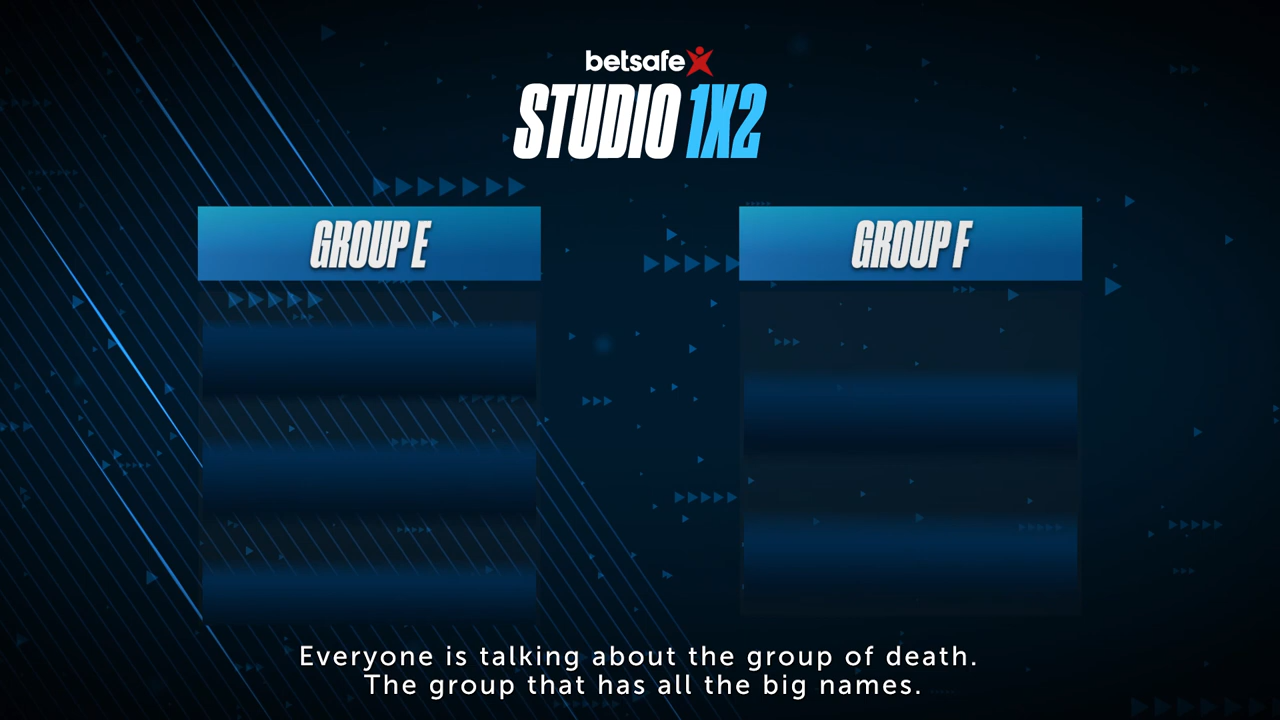 betsafe
STUDIO 1X2
GROUP E
GROUP F
Everyone is talking about the group of death.
The group that has all the big names.